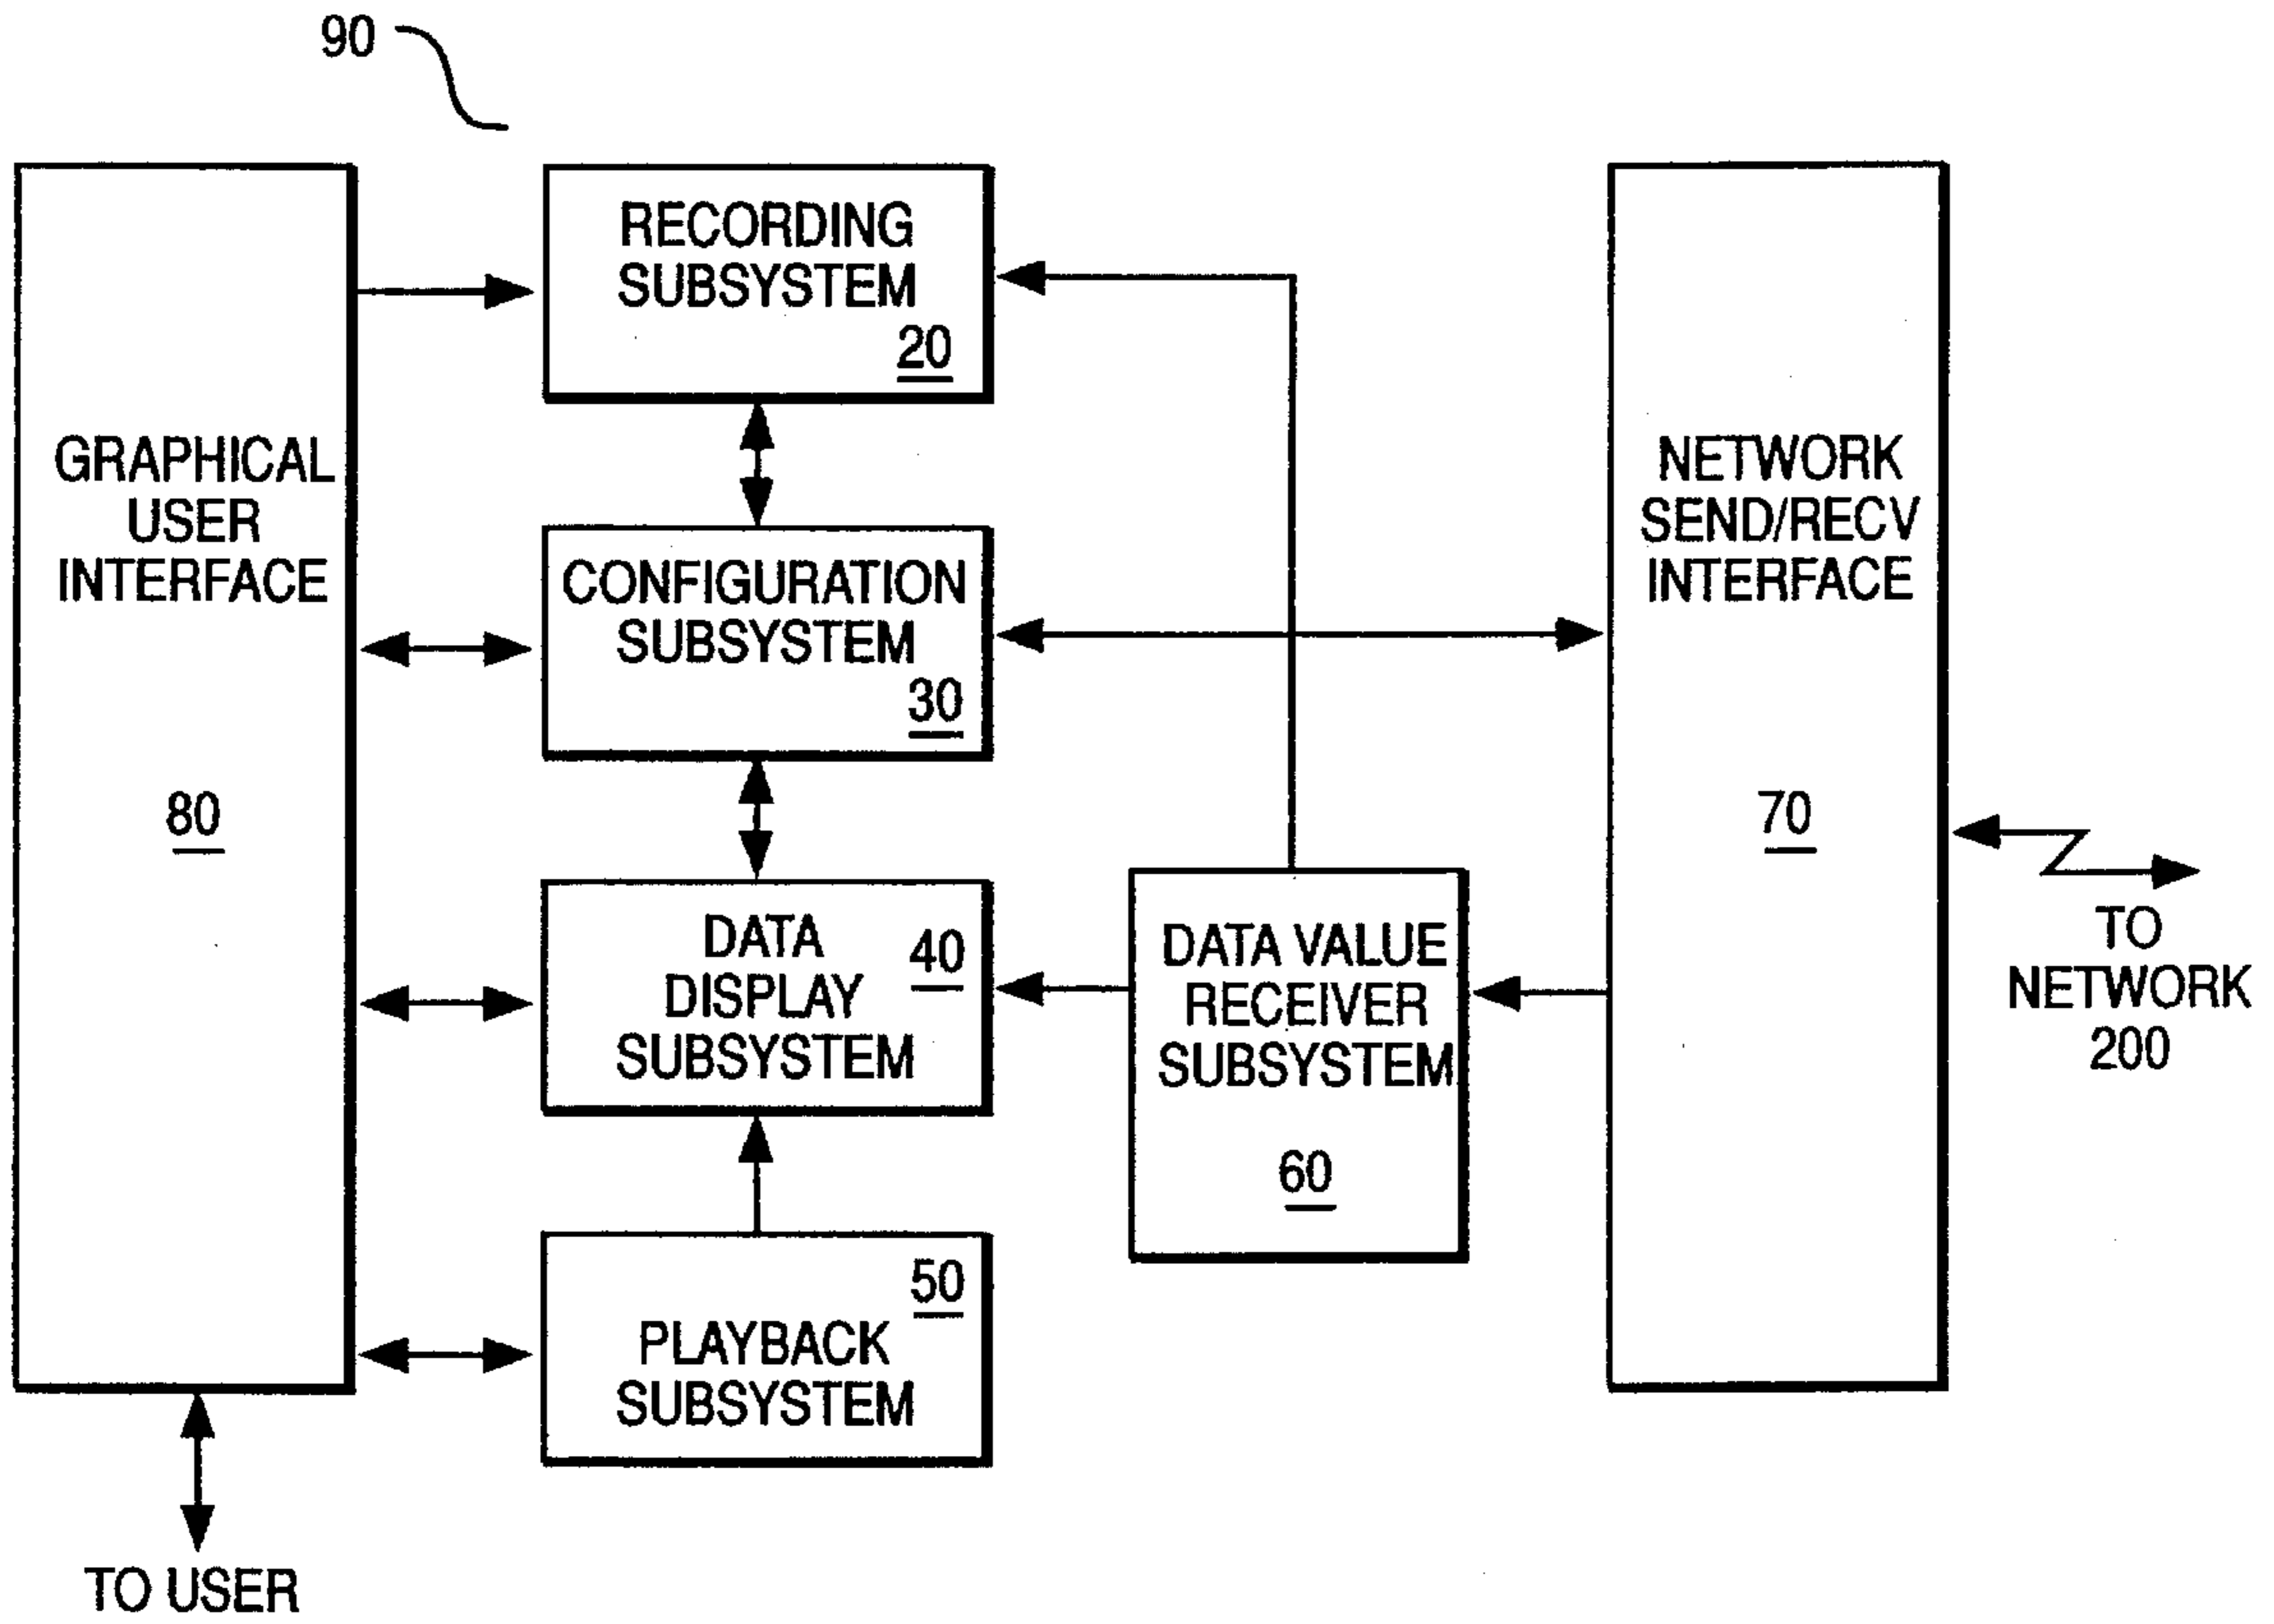 90
GRAPHICAL
USER
INTERFACE
80
TO USER
RECORDING
SUBSYSTEM
20
CONFIGURATION
SUBSYSTEM
30
DATA
DISPLAY
SUBSYSTEM
40
50
PLAYBACK
SUBSYSTEM
DATA VALUE
RECEIVER
SUBSYSTEM
60
NETWORK
SEND/RECV
INTERFACE
70
TO
NETWORK
200